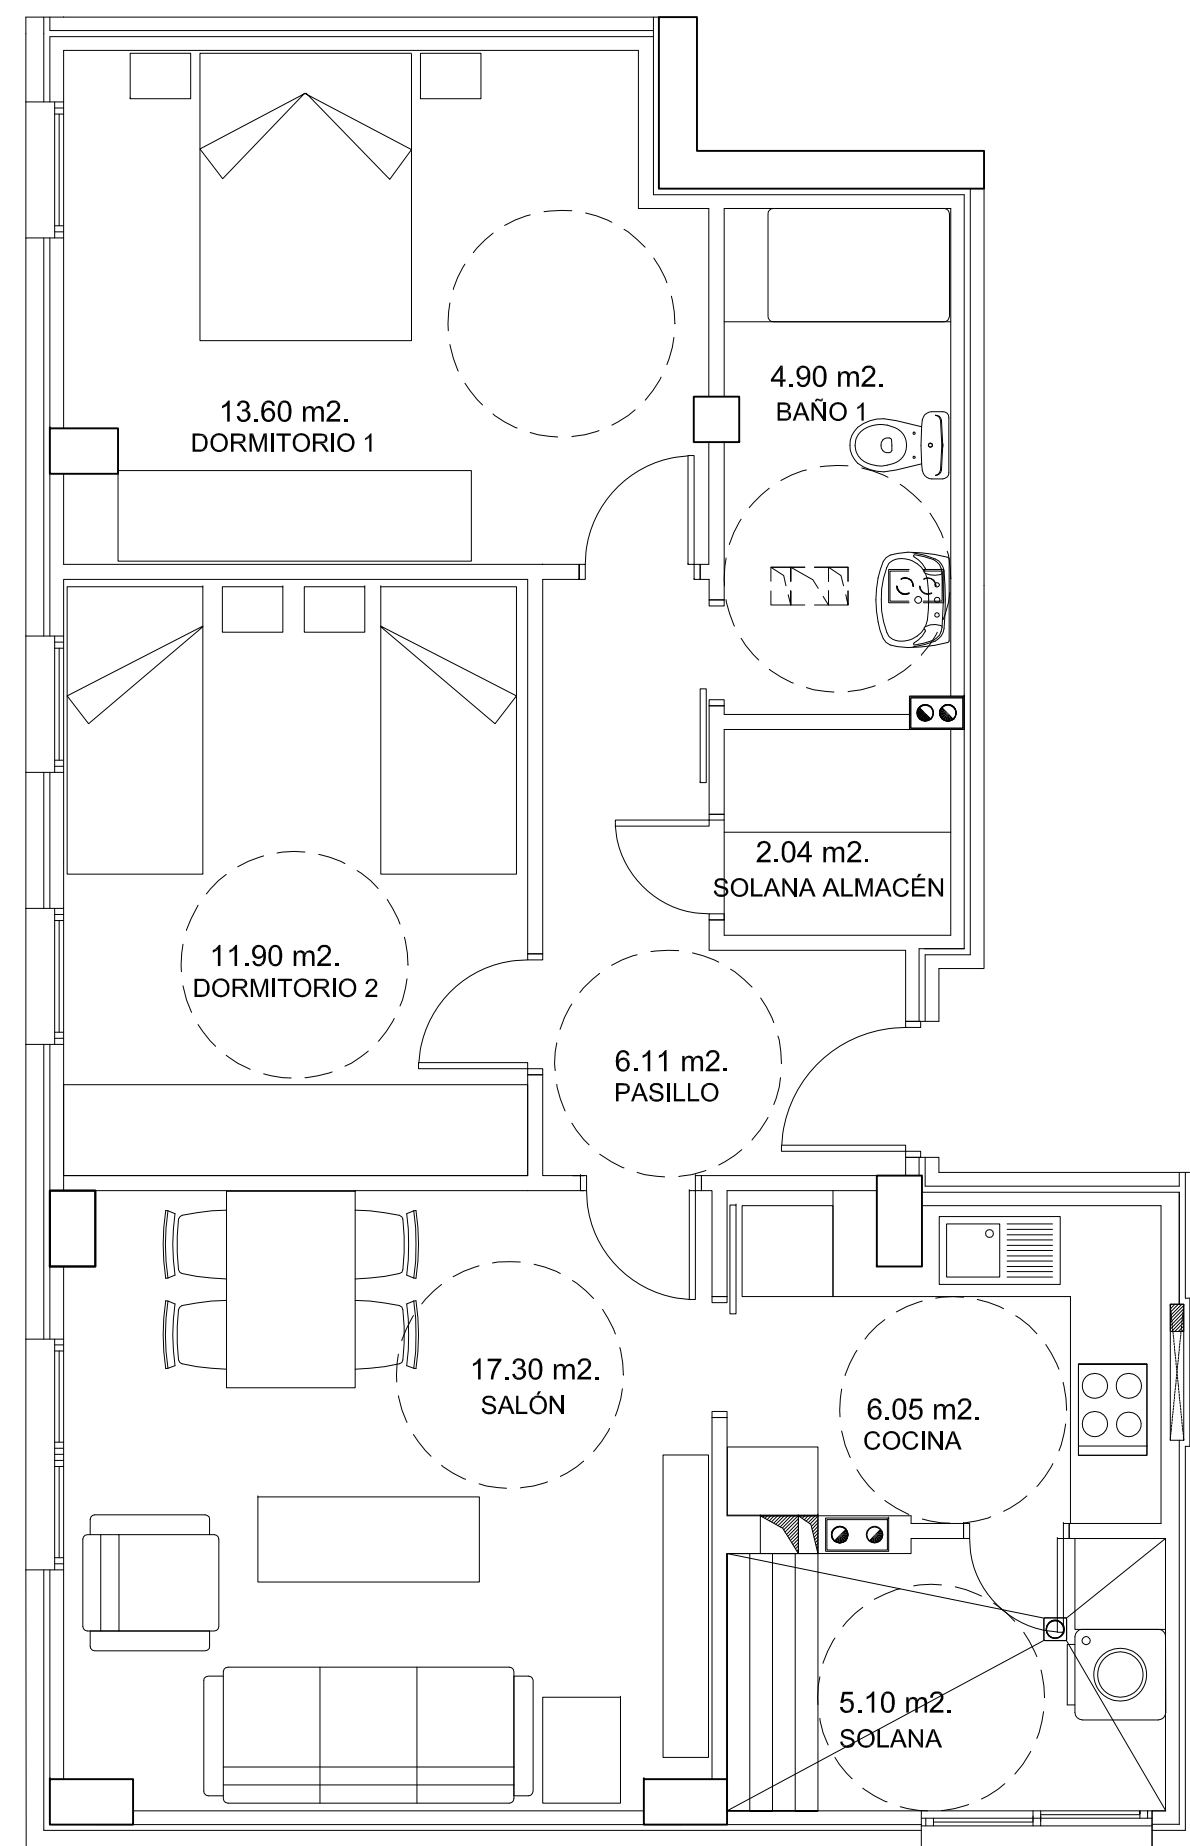 4.90 m2.
BAÑO 1
13.60 m2.
DORMITORIO 1
2.04 m2.
SOLANA ALMACÉN
11.90 m2.
DORMITORIO 2
6.11 m2.
PASILLO
17.30 m2.
SALÓN
6.05 m2.
COCINA
5.10 m2.
SOLANA